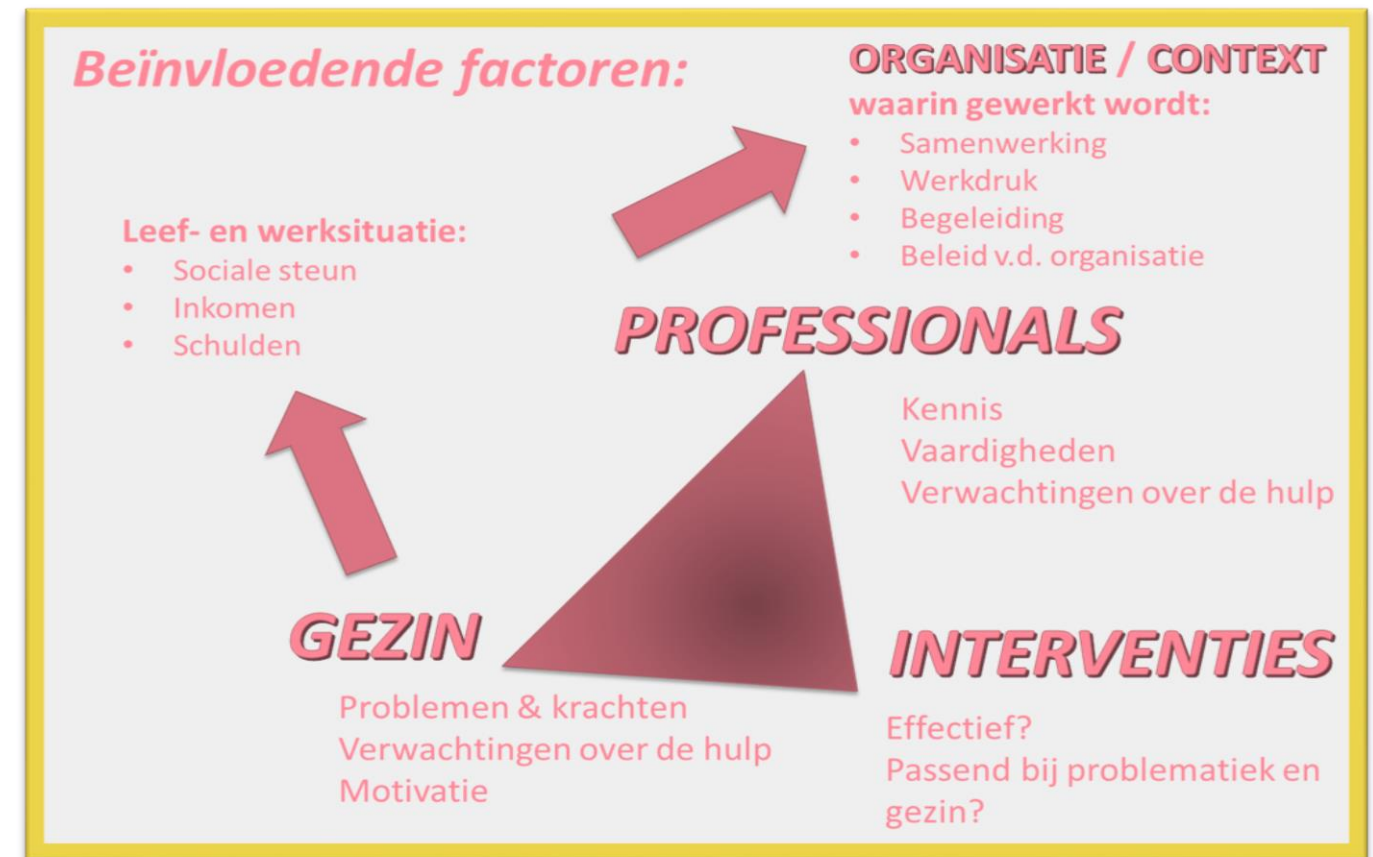 Beïnvloedende factoren:
ORGANISATIE / CONTEXT
waarin gewerkt wordt:
• Samenwerking
• Werkdruk
• Begeleiding
• Beleid v.d. organisatie
Leef- en werksituatie:
• Sociale steun
• Inkomen
• Schulden
PROFESSIONALS
Kennis
Vaardigheden
Verwachtingen over de hulp
GEZIN
Problemen & krachten
Verwachtingen over de hulp
Motivatie
INTERVENTIES
Effectief?
Passend bij problematiek en
gezin?